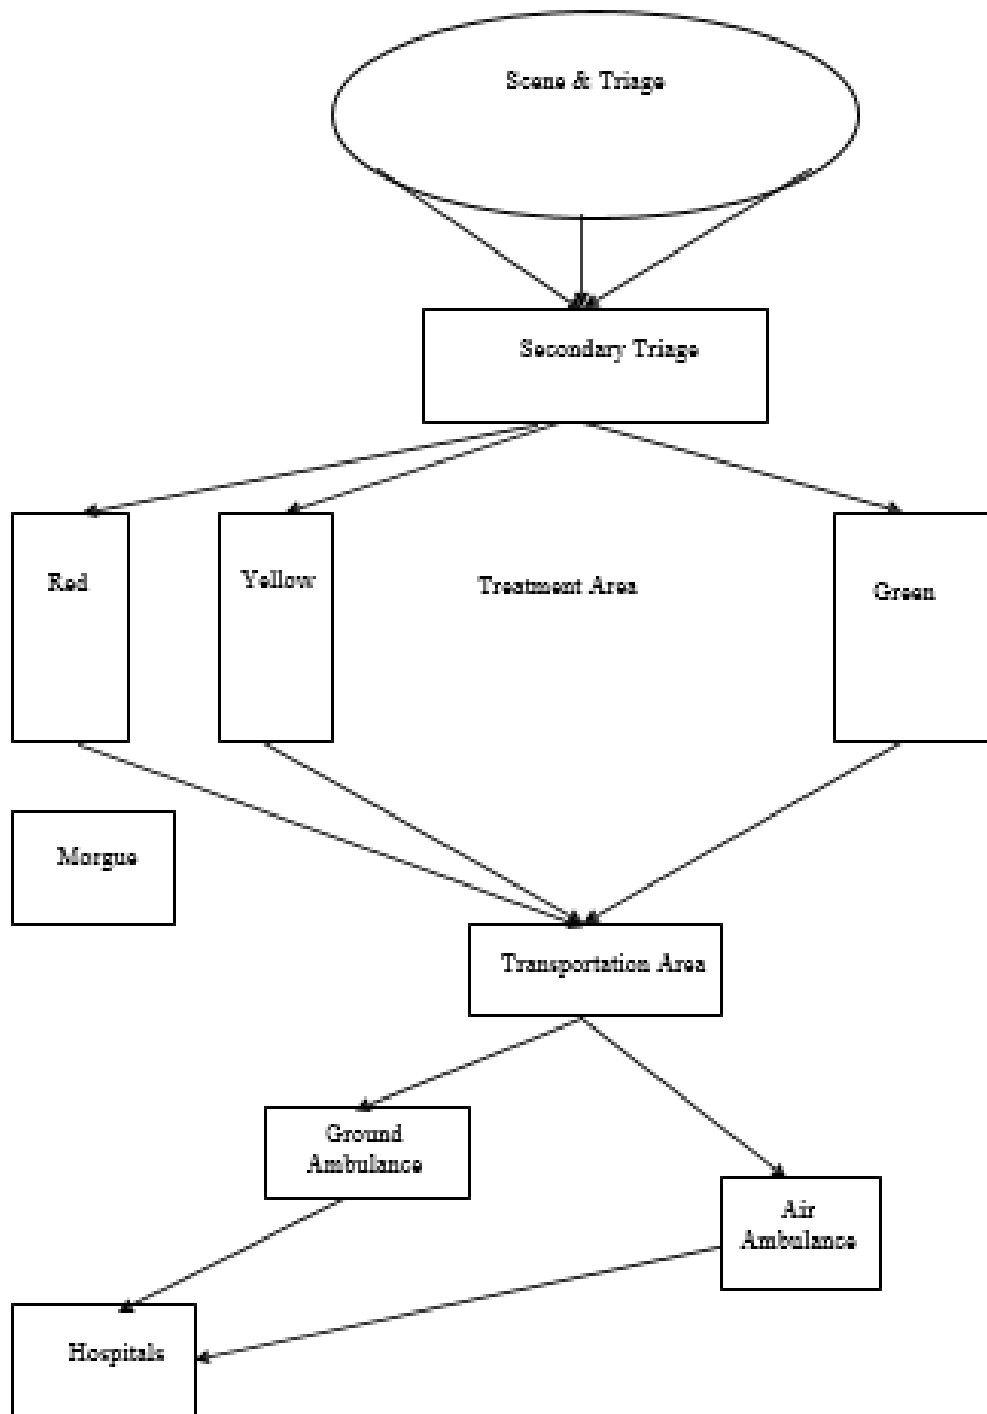 Scene & Triage
Secondary Triage
Red
Yellow
Treatment Area
Green
Morgue
Transportation Area
Ground
Ambulance
Air
Ambulance
Hospitals